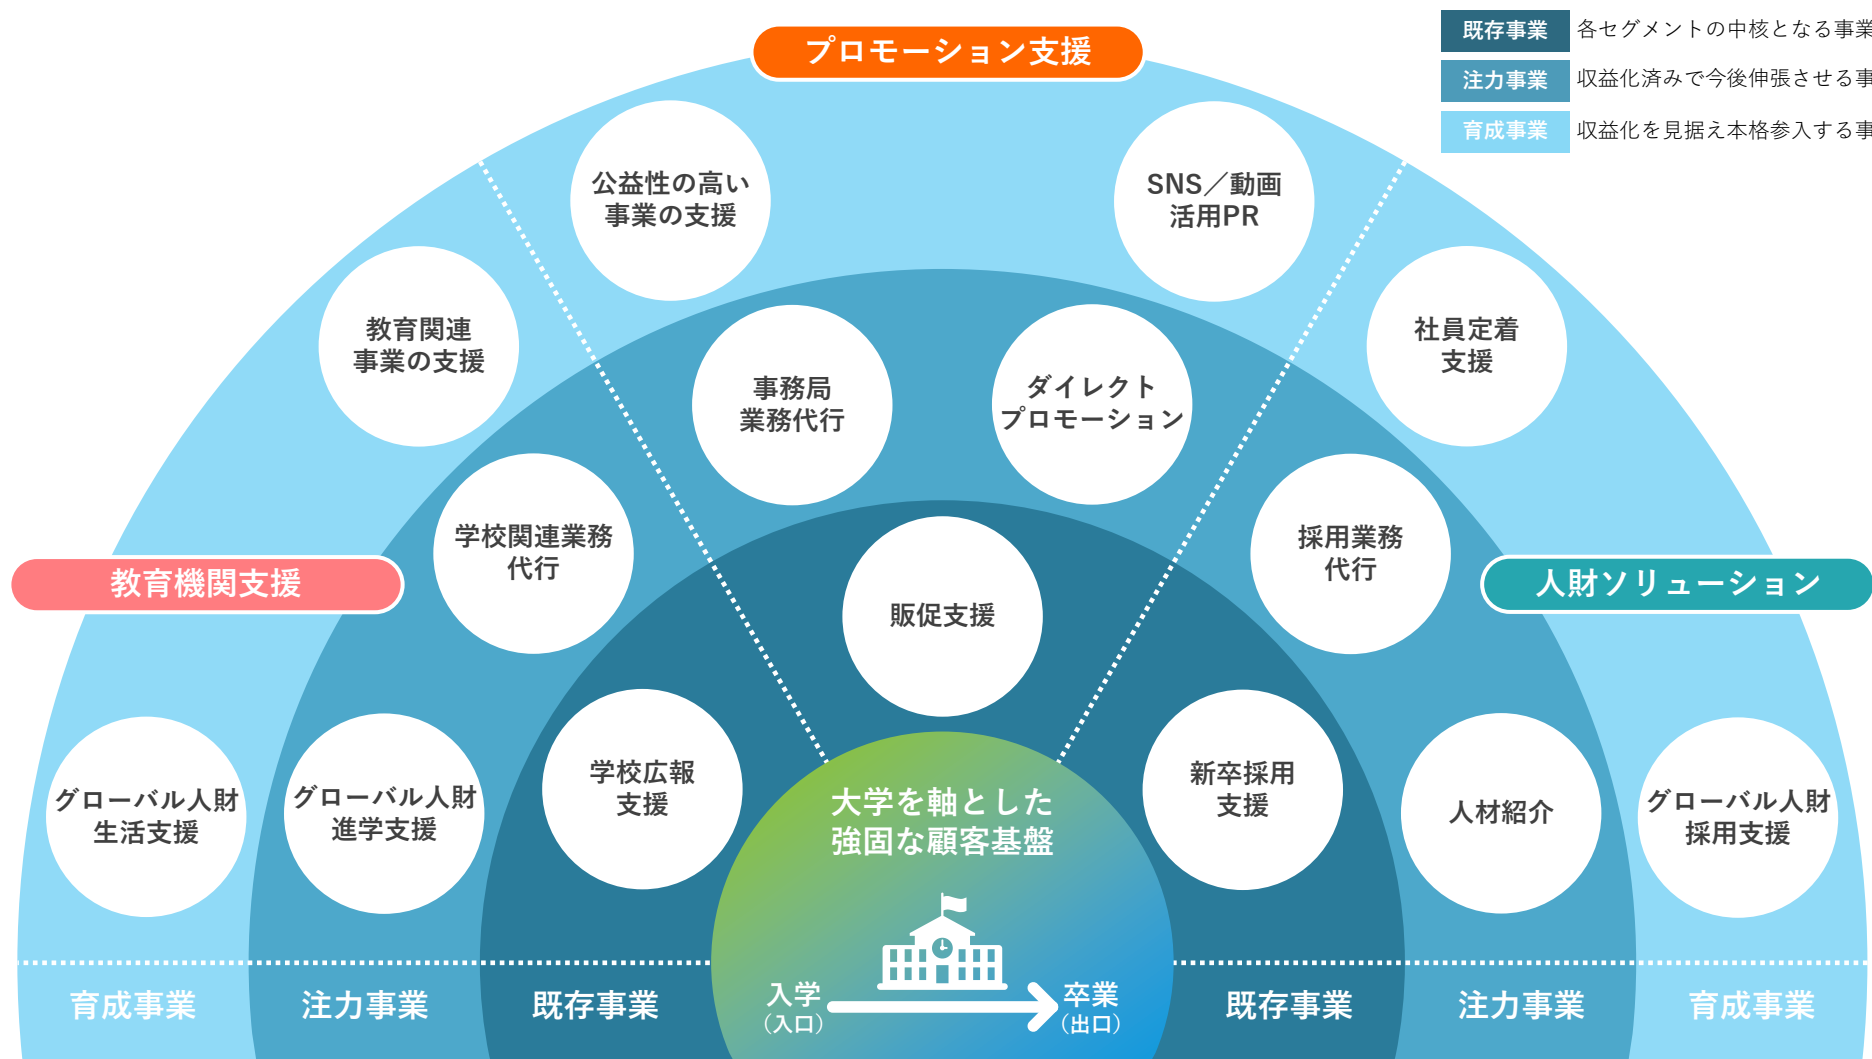 プロモーション支援
既存事業
各セグメントの中核となる事業
注力事業
収益化済みで今後伸張させる事
育成事業
収益化を見据え本格参入する事
公益性の高い
事業の支援
SNS／動画
活用PR
教育関連
事業の支援
社員定着
支援
事務局
業務代行
ダイレクト
プロモーション
学校関連業務
代行
採用業務
代行
教育機関支援
人財ソリューション
販促支援
学校広報
支援
新卒採用
支援
グローバル人財
生活支援
グローバル人財
進学支援
人材紹介
グローバル人財
採用支援
大学を軸とした
強固な顧客基盤
入学
（入口）
卒業
（出口）
育成事業
注力事業
既存事業
既存事業
注力事業
育成事業